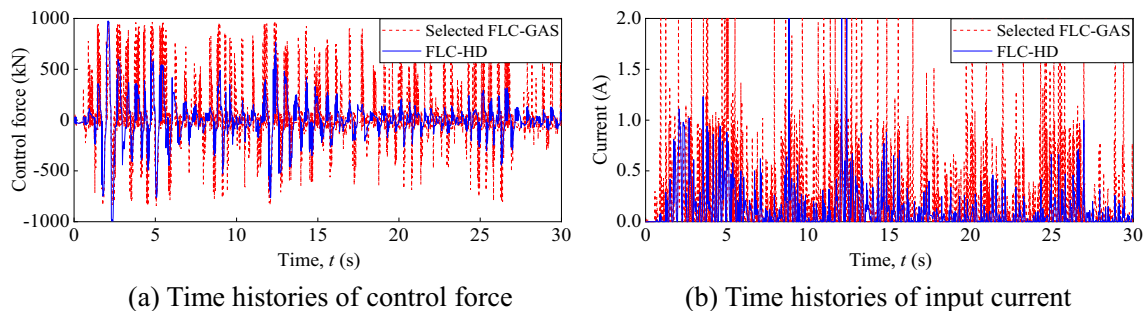 1000
500
0
-500
-1000
Control force (kN)
Selected FLC-GAS
FLC-HD
0 5 10 15 20 25 30
Time, t (s)
(a) Time histories of control force
2.0
1.5
1.0
0.5
0.0
Current (A)
Selected FLC-GAS
FLC-HD
0 5 10 15 20 25 30
Time, t (s)
(b) Time histories of input current